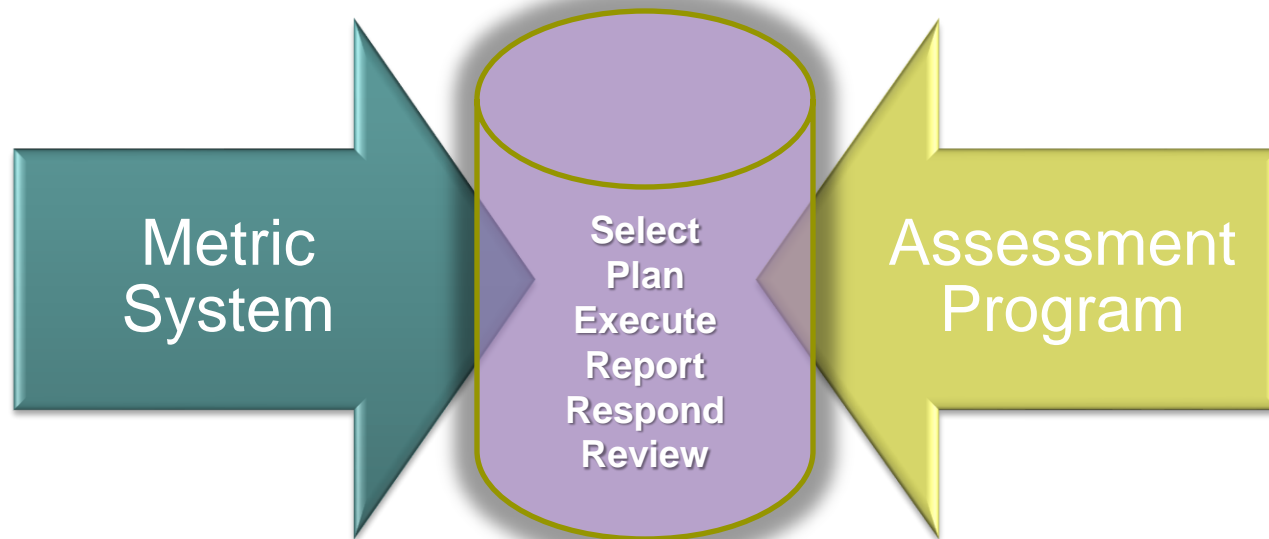 Metric
System
Select
Plan
Execute
Report
Respond
Review
Assessment
Program